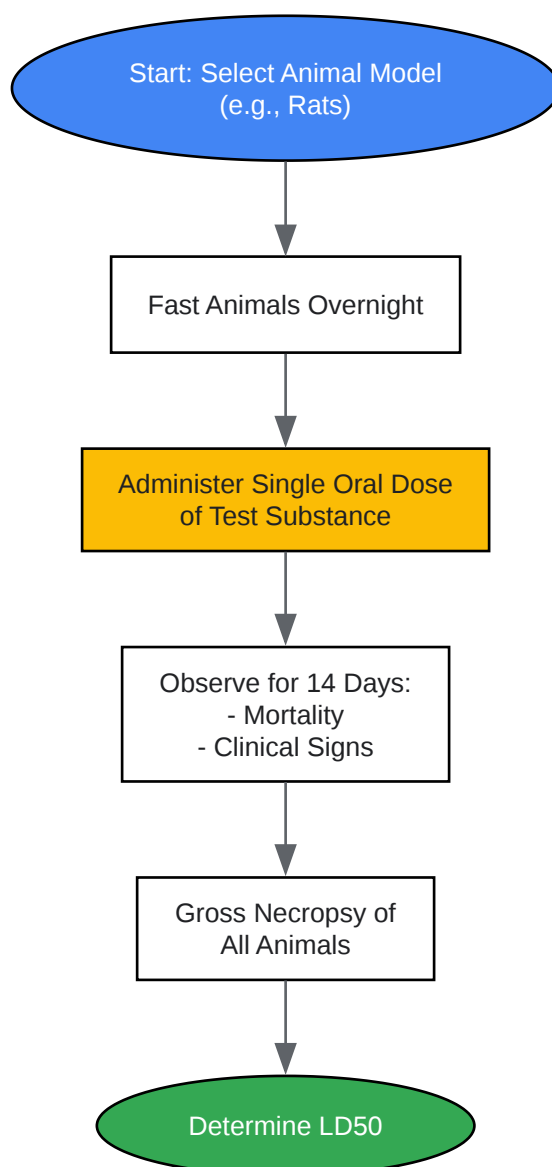 Start: Select Animal Model
(e.g., Rats)
Fast Animals Overnight
Administer Single Oral Dose
of Test Substance
Observe for 14 Days:
- Mortality
- Clinical Signs
Gross Necropsy of
All Animals
Determine LD50